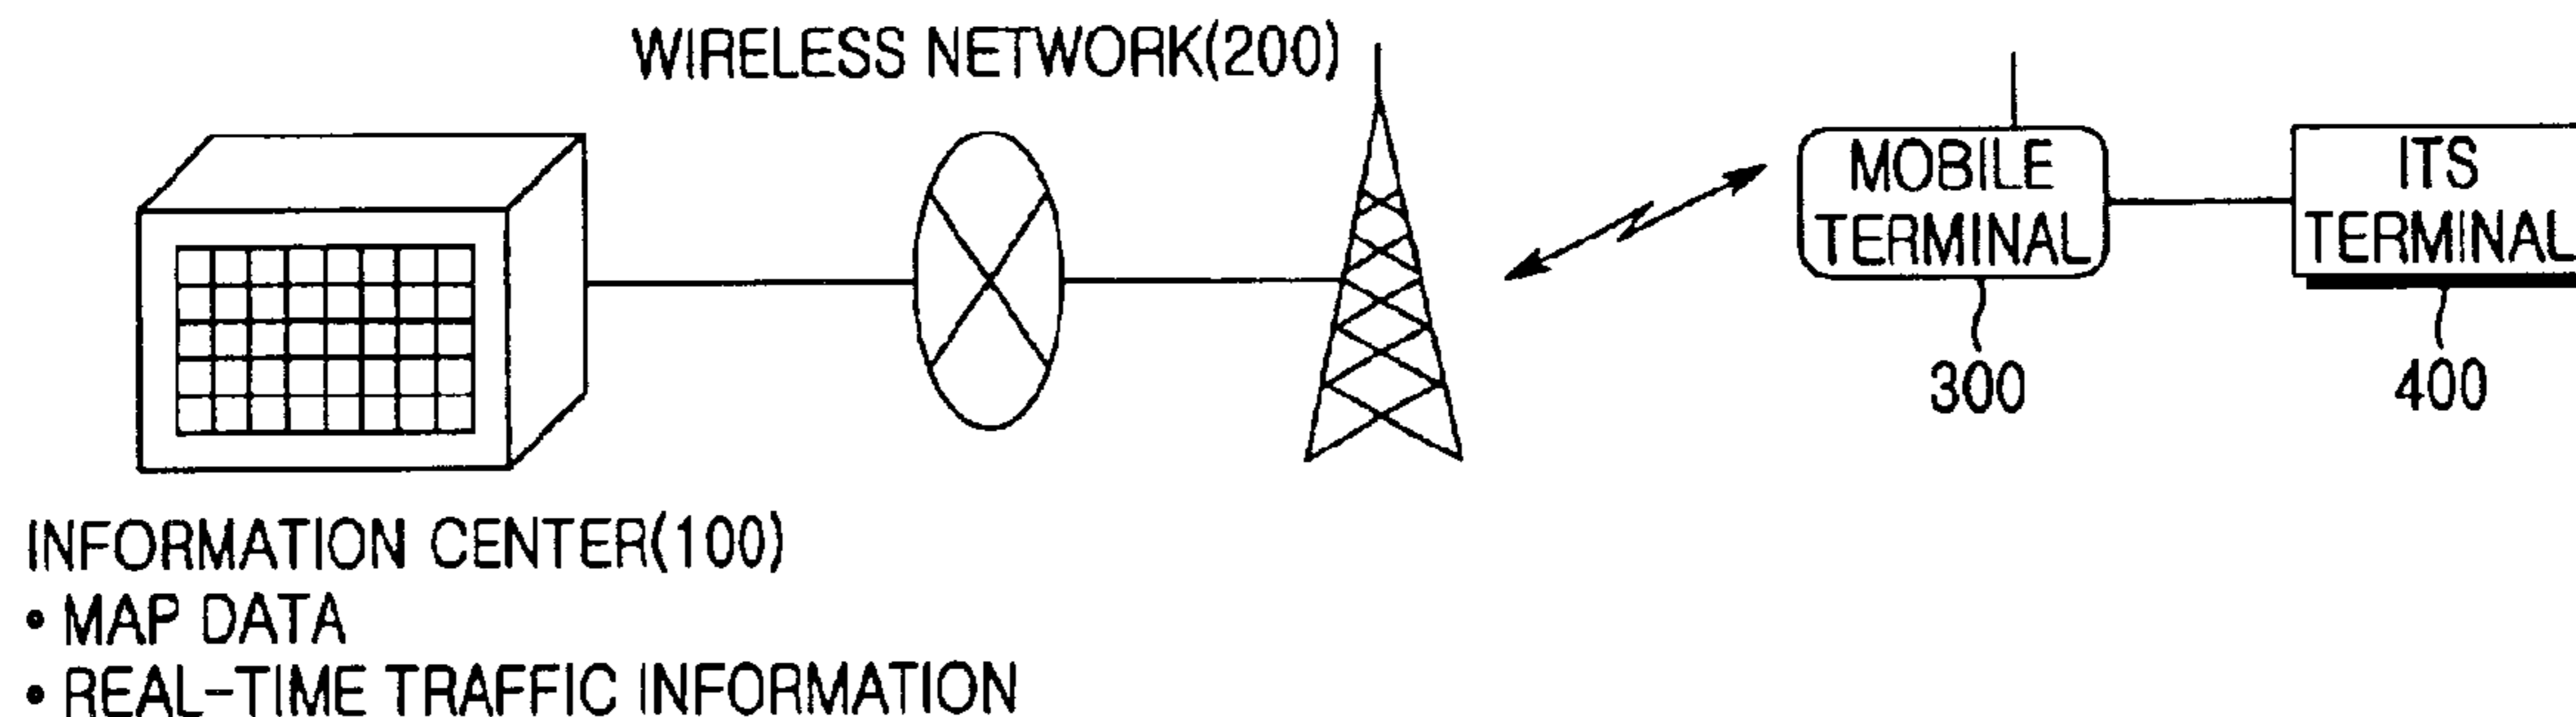 WIRELESS NETWORK(200)
MOBILE
TERMINAL
ITS
TERMINAL
300
400
INFORMATION CENTER(100)
• MAP DATA
• REAL-TIME TRAFFIC INFORMATION